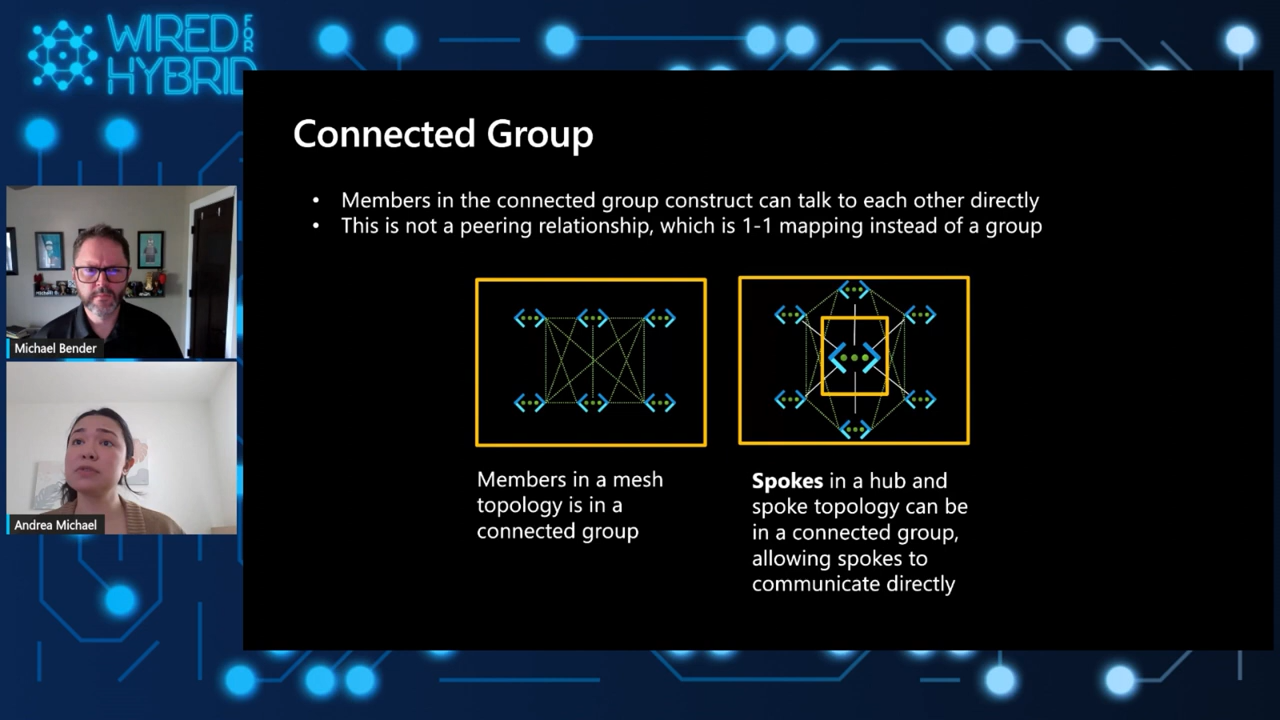 WIRED FOR
HYBRID
Connected Group
• Members in the connected group construct can talk to each other directly
• This is not a peering relationship, which is 1-1 mapping instead of a group
Members in a mesh
topology is in a
connected group
Spokes in a hub and
spoke topology can be
in a connected group,
allowing spokes to
communicate directly
Michael Bender
Andrea Michael